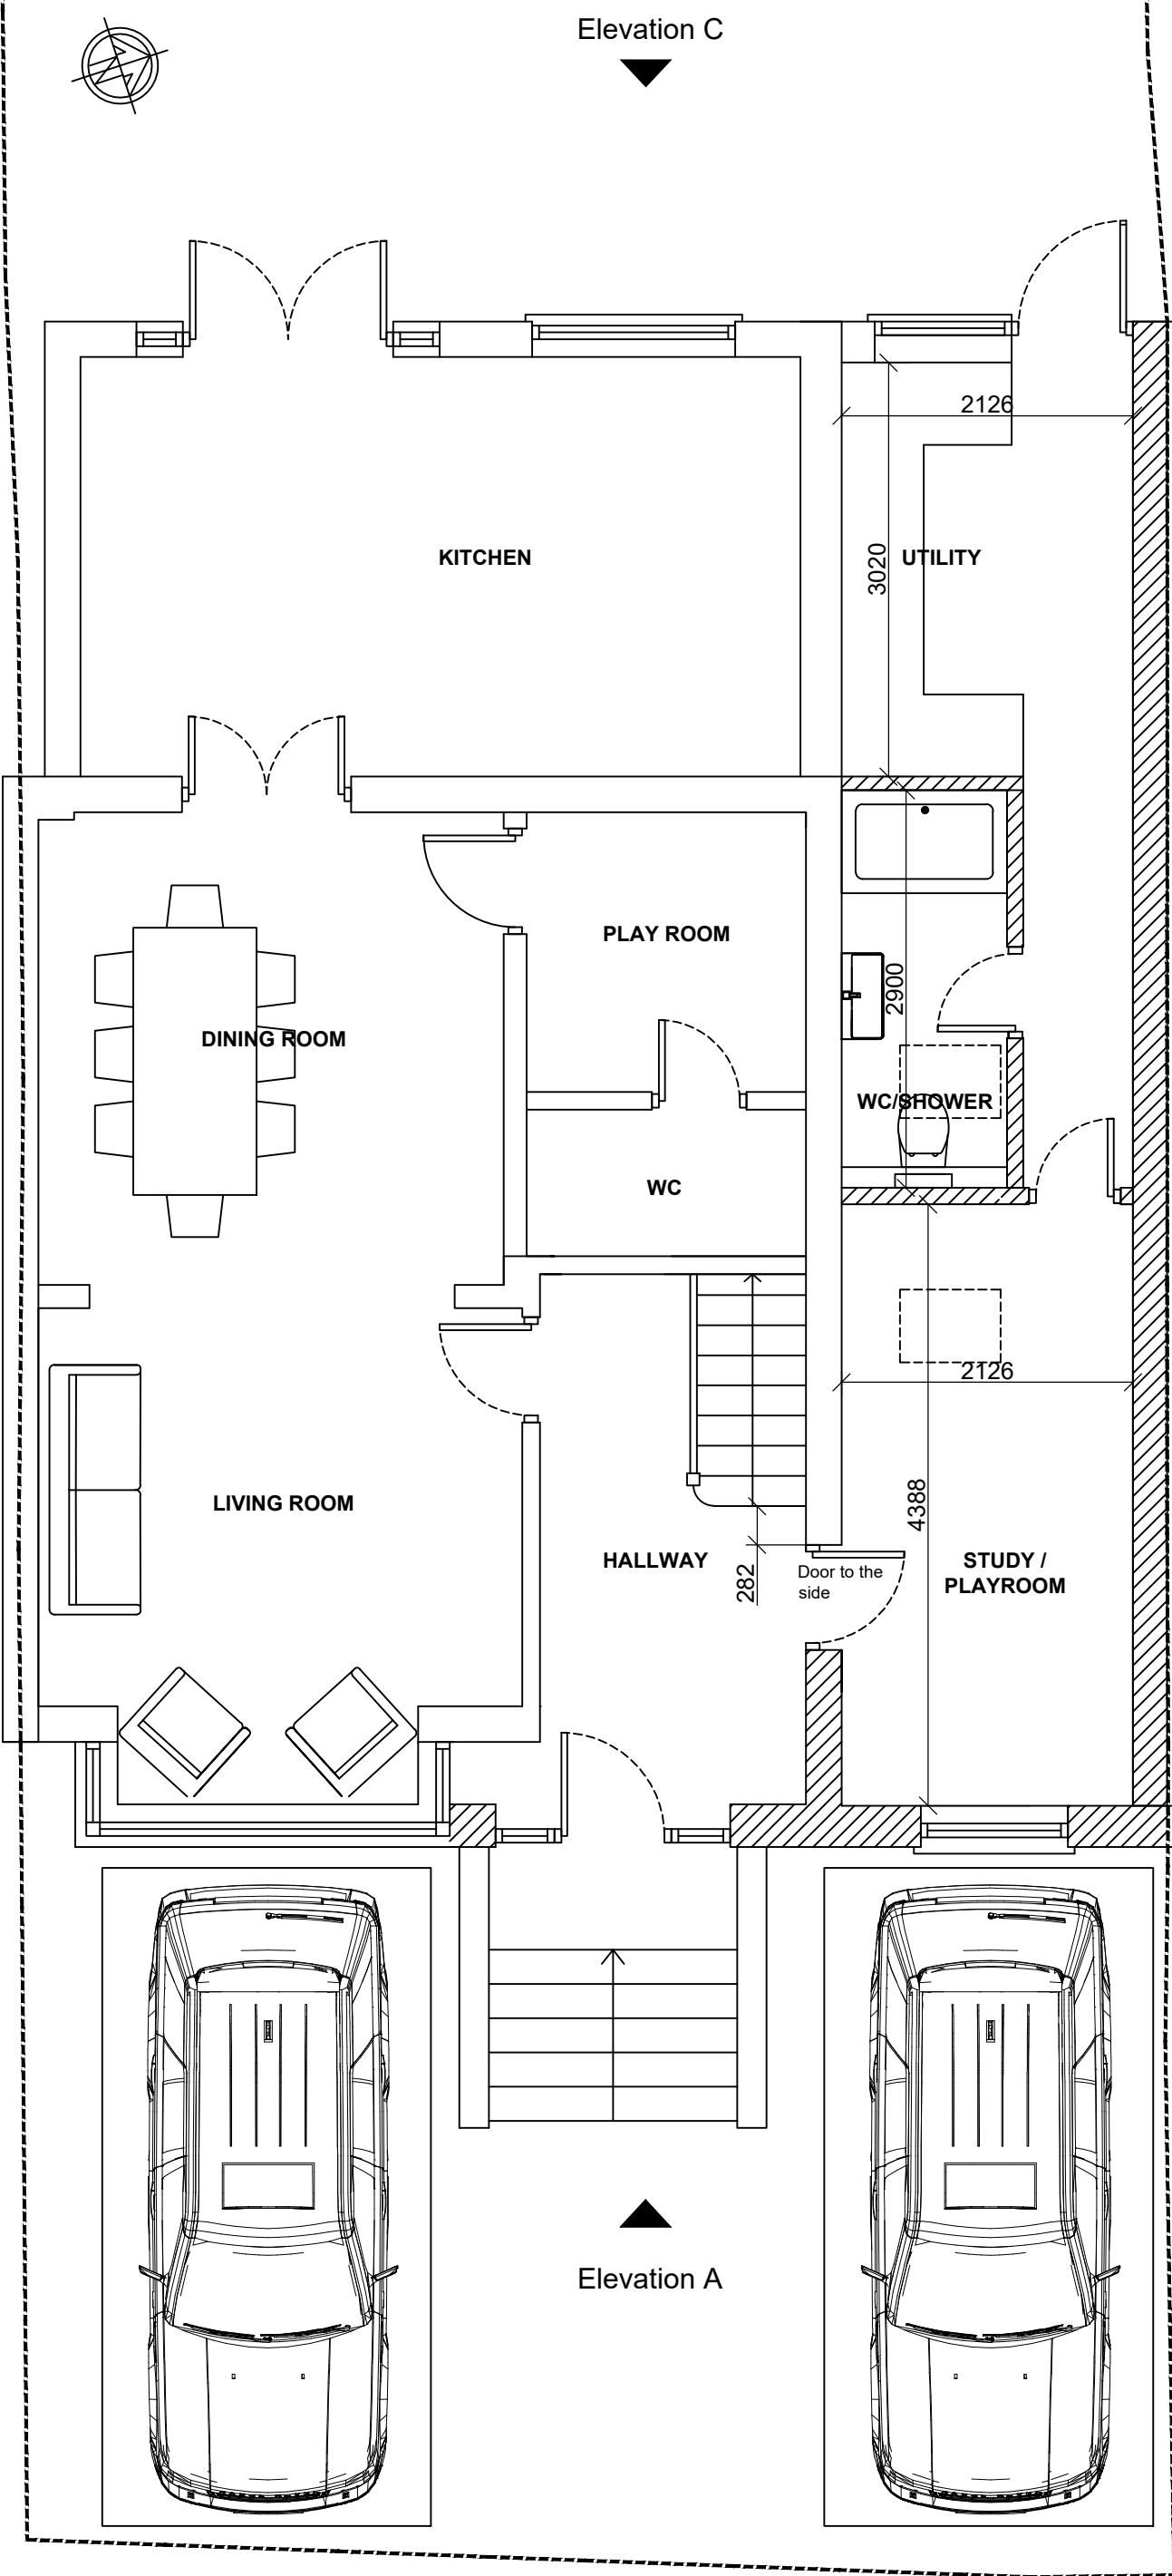 Elevation C
2126
KITCHEN
3020
UTILITY
PLAY ROOM
2900
DINING ROOM
WC/SHOWER
WC
2126
LIVING ROOM
4388
HALLWAY
282
Door to the
side
STUDY /
PLAYROOM
Elevation A